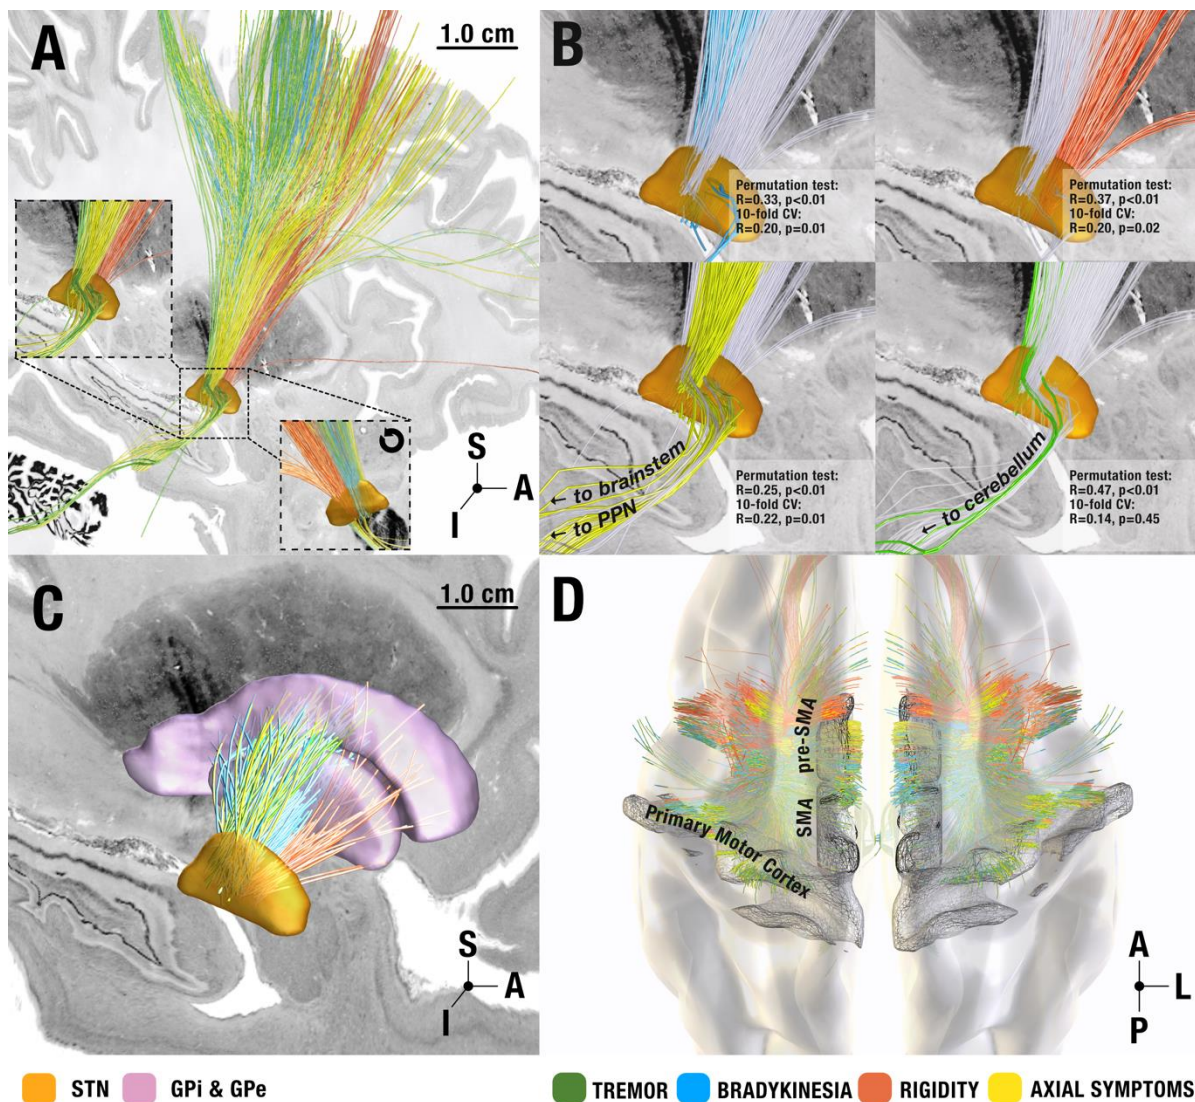 A
1.0 cm
S
A
I
B
Permutation test:
R=0.33, p<0.01
10-fold CV:
R=0.20, p=0.01
Permutation test:
R=0.37, p<0.01
10-fold CV:
R=0.20, p=0.02
← to brainstem
← to PPN
Permutation test:
R=0.25, p<0.01
10-fold CV:
R=0.22, p=0.01
← to cerebellum
Permutation test:
R=0.47, p<0.01
10-fold CV:
R=0.14, p=0.45
C
1.0 cm
S
A
I
D
pre-SMA
SMA
Primary Motor Cortex
A
L
P
STN
GPi & GPe
TREMOR
BRADYKINESIA
RIGIDITY
AXIAL SYMPTOMS